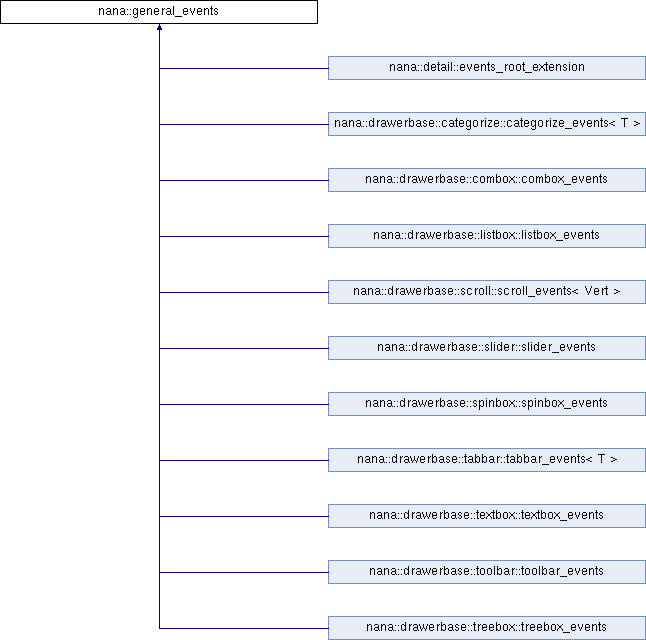 nana::general_events
nana::detail::events_root_extension
nana::drawerbase::categorize::categorize_events< T >
nana::drawerbase::combox::combox_events
nana::drawerbase::listbox::listbox_events
nana::drawerbase::scroll::scroll_events< Vert >
nana::drawerbase::slider::slider_events
nana::drawerbase::spinbox::spinbox_events
nana::drawerbase::tabbar::tabbar_events< T >
nana::drawerbase::textbox::textbox_events
nana::drawerbase::toolbar::toolbar_events
nana::drawerbase::treebox::treebox_events